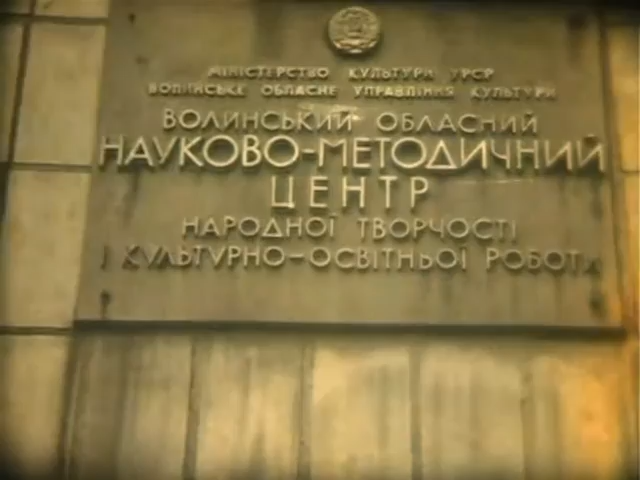 МІНІСТЕРСТВО КУЛЬТУРИ УРСР
ВОЛИНСЬКЕ ОБЛАСНЕ УПРАВЛІННЯ КУЛЬТУРИ
ВОЛИНСЬКИЙ ОБЛАСНИЙ
НАУКОВО-МЕТОДИЧНИЙ
ЦЕНТР
НАРОДНОЇ ТВОРЧОСТІ
І КУЛЬТУРНО-ОСВІТНЬОЇ РОБОТИ